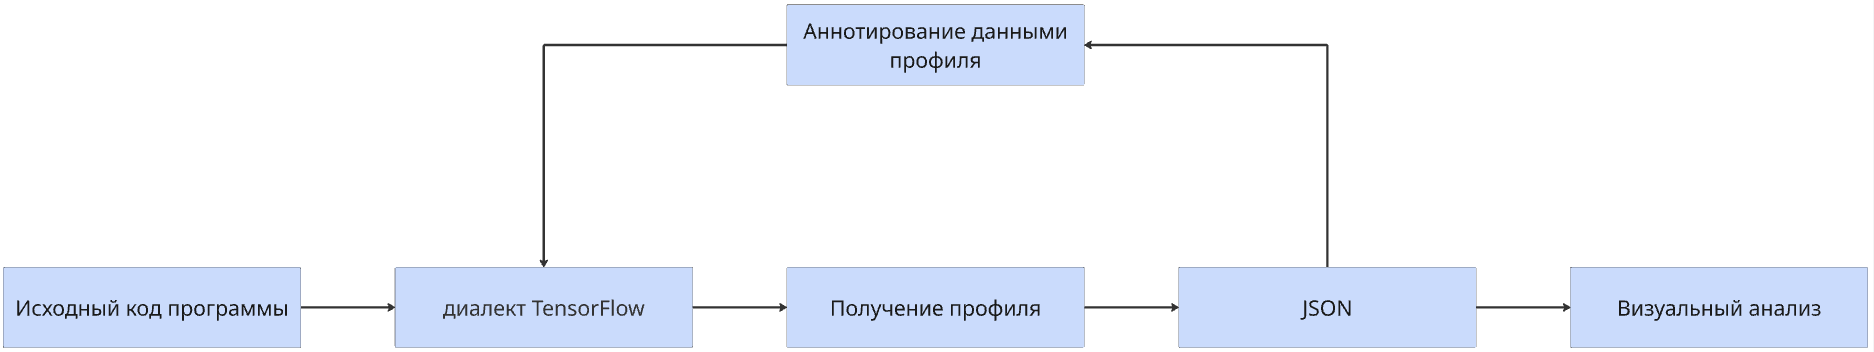 Аннотирование данными
профиля
Исходный код программы
диалект TensorFlow
Получение профиля
JSON
Визуальный анализ